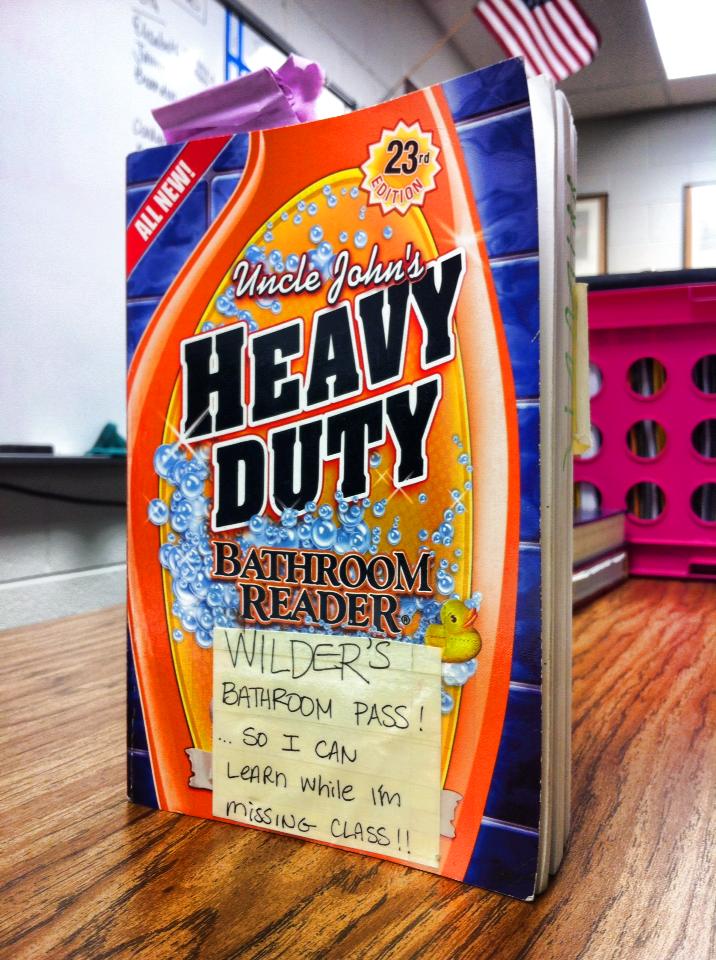 ALL NEW!
23rd
EDITION
Uncle John's
HEAVY
DUTY
BATHROOM
READER®
WILDER'S
BATHROOM PASS!
... SO I CAN
LEARN WHILE I'M
MISSING CLASS!!